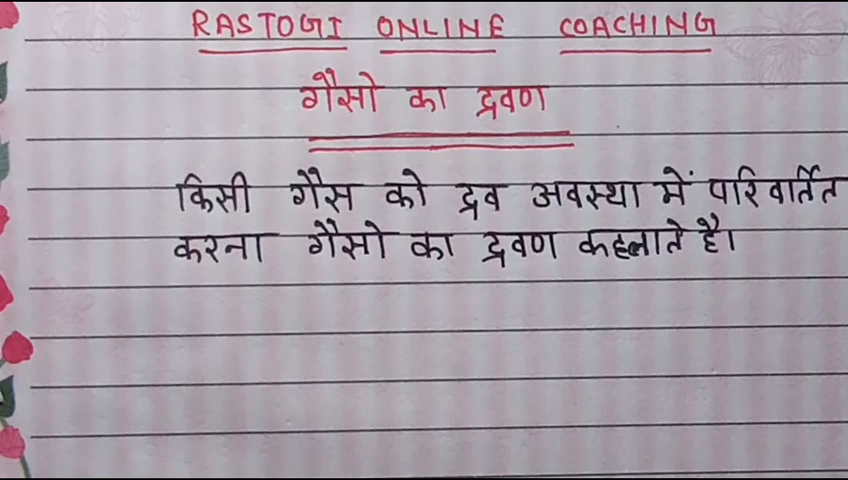 RASTOGI ONLINE COACHING
गैसो का द्रवण
किसी गैस को द्रव अवस्था में परिवर्तित
करना गैसो का द्रवण कहलाते है।